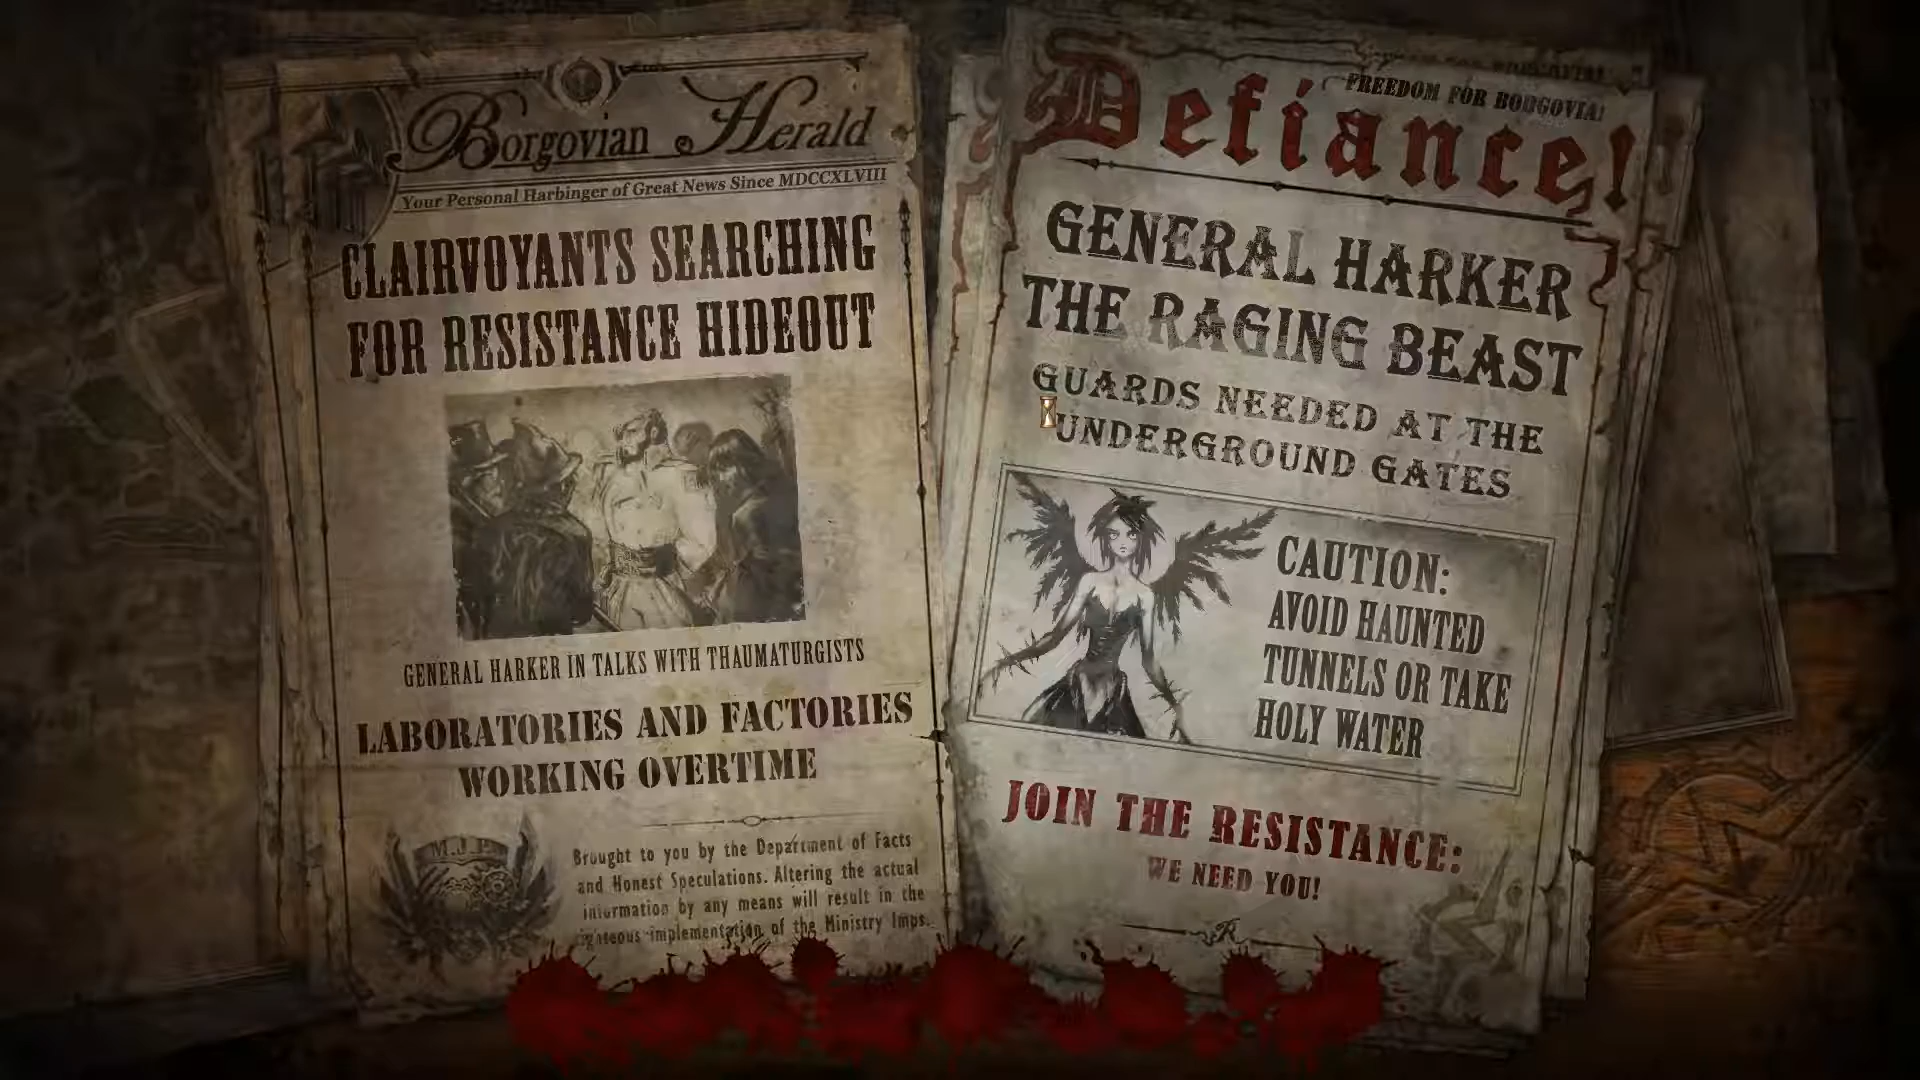 Borgovian Herald
Your Personal Harbinger of Great News Since MDCCXLVIII
CLAIRVOYANTS SEARCHING
FOR RESISTANCE HIDEOUT
GENERAL HARKER IN TALKS WITH THAUMATURGISTS
LABORATORIES AND FACTORIES
WORKING OVERTIME
M.J.E.
Brought to you by the Department of Facts
and Honest Speculations. Altering the actual
information by any means will result in the
righteous implementation of the Ministry Imps.
FREEDOM FOR BORGOVIA!
Defiance!
GENERAL HARKER
THE RAGING BEAST
GUARDS NEEDED AT THE
UNDERGROUND GATES
CAUTION:
AVOID HAUNTED
TUNNELS OR TAKE
HOLY WATER
JOIN THE RESISTANCE:
WE NEED YOU!
R